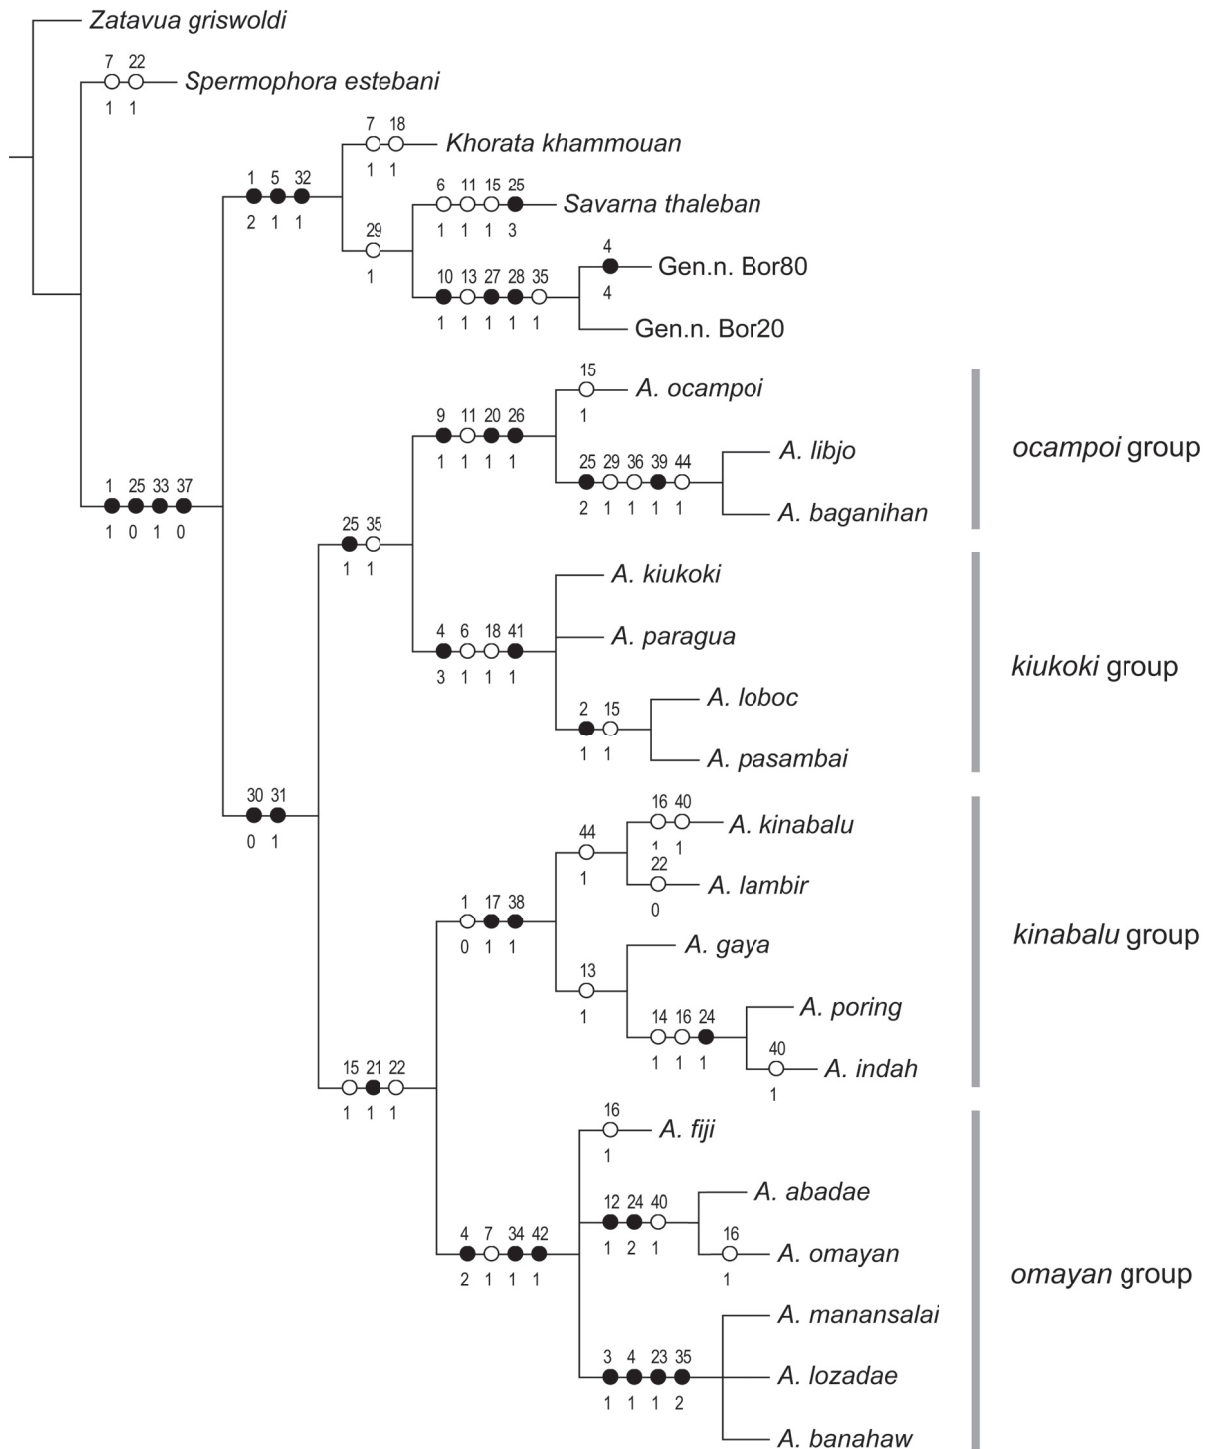 Zatavua griswoldi
7 22
Spermophora estebani
1 1
7 18
Khorata khammouan
1 1
1 5 32
2 1 1
6 11 15 25
Savarna thaleban
1 1 1 3
29
1
4
Gen.n. Bor80
4
10 13 27 28 35
1 1 1 1 1
Gen.n. Bor20
15
A. ocampoi
1
9 11 20 26
1 1 1 1
A. libjo
ocampoi group
25 29 36 39 44
2 1 1 1 1
A. baganihan
1 25 33 37
1 0 1 0
25 35
1 1
A. kiukoki
4 6 18 41
A. paragua
3 1 1 1
kiukoki group
A. loboc
2 15
1 1
A. pasambai
30 31
0 1
16 40
A. kinabalu
1 1
44
1
22
A. lambir
0
1 17 38
0 1 1
kinabalu group
A. gaya
13
1
A. poring
14 16 24
1 1 1
40
A. indah
1
15 21 22
1 1 1
16
A. fiji
1
A. abadae
12 24 40
1 2 1
16
A. omayan
1
4 7 34 42
2 1 1 1
omayan group
A. manansalai
3 4 23 35
A. lozadae
1 1 1 2
A. banahaw